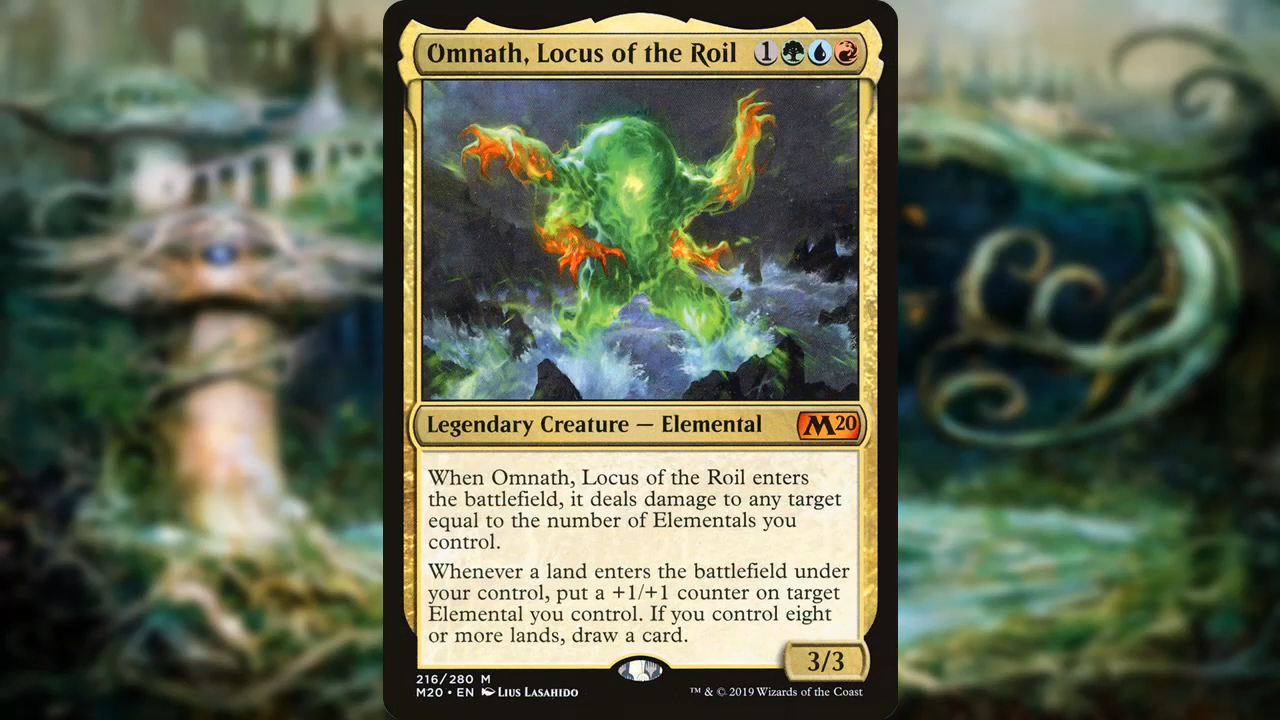 Omnath, Locus of the Roil 1
Legendary Creature — Elemental M20
When Omnath, Locus of the Roil enters
the battlefield, it deals damage to any target
equal to the number of Elementals you
control.
Whenever a land enters the battlefield under
your control, put a +1/+1 counter on target
Elemental you control. If you control eight
or more lands, draw a card.
3/3
216/280 M
M20 • EN Lius Lasahido
™ & © 2019 Wizards of the Coast